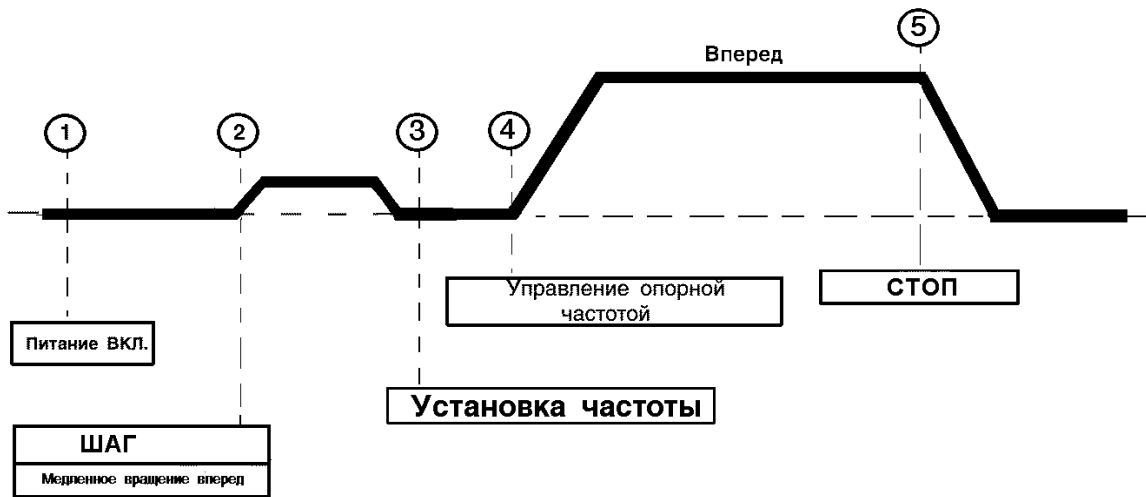 5
Вперед
1
2
3
4
Управление опорной
частотой
СТОП
Питание ВКЛ.
Установка частоты
ШАГ
Медленное вращение вперед